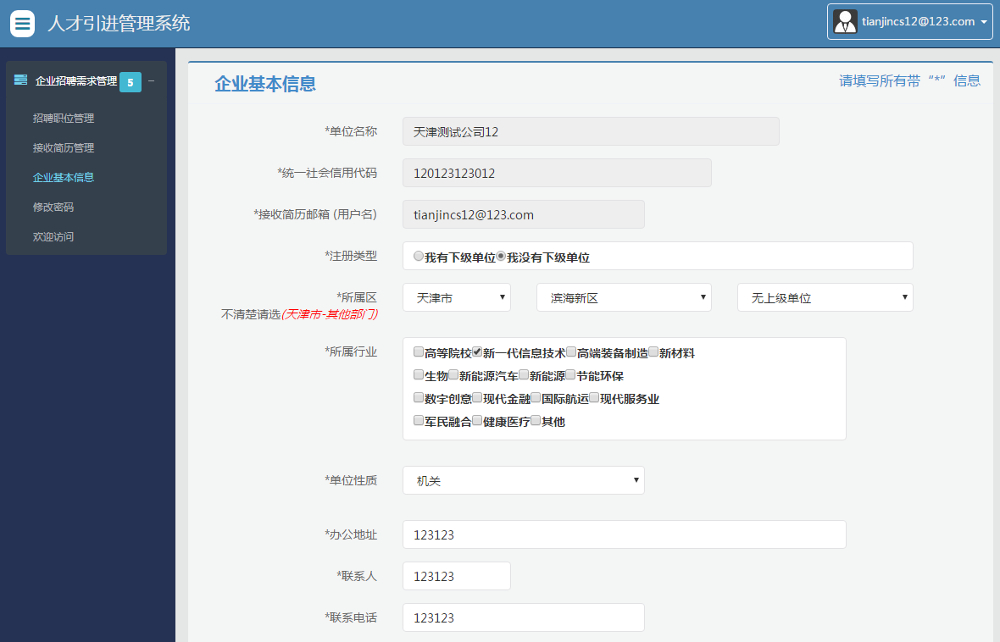 人才引进管理系统
tianjincs12@123.com
企业招聘需求管理 5
招聘职位管理
接收简历管理
企业基本信息
修改密码
欢迎访问
企业基本信息
请填写所有带“*”信息
*单位名称 天津测试公司12
*统一社会信用代码 120123123012
*接收简历邮箱 (用户名) tianjincs12@123.com
*注册类型 我有下级单位 我没有下级单位
*所属区 天津市 滨海新区 无上级单位
不清楚请选(天津市-其他部门)
*所属行业 高等院校 新一代信息技术 高端装备制造 新材料
生物 新能源汽车 新能源 节能环保
数字创意 现代金融 国际航运 现代服务业
军民融合 健康医疗 其他
*单位性质 机关
*办公地址 123123
*联系人 123123
*联系电话 123123